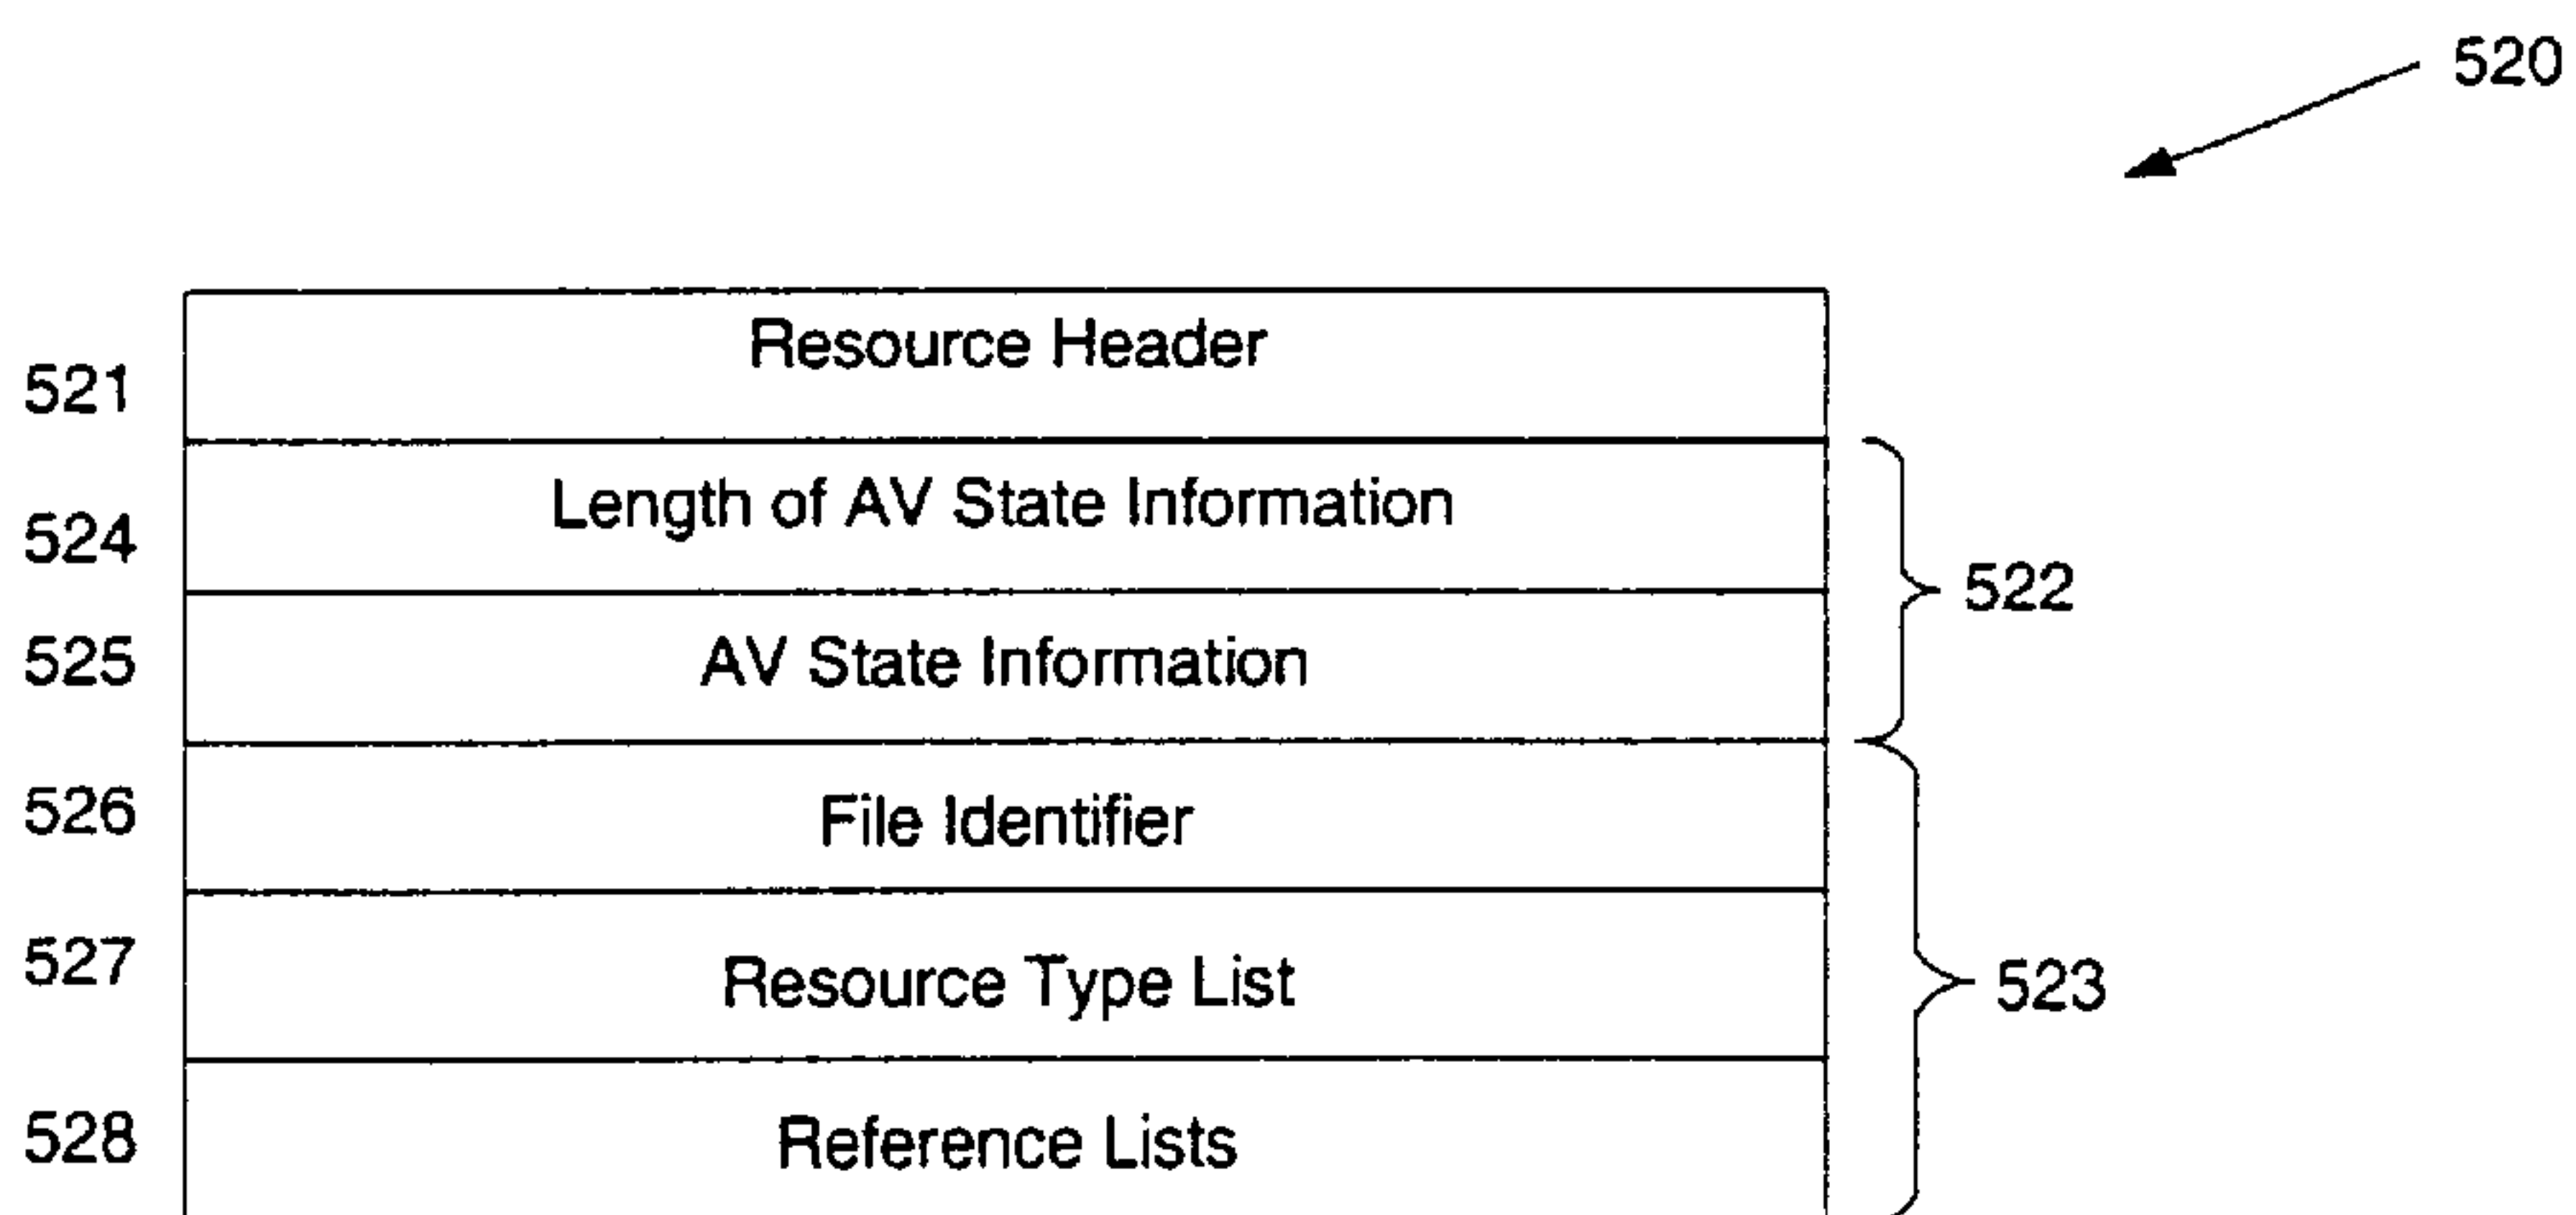 520
Resource Header
521
Length of AV State Information
524
522
AV State Information
525
File Identifier
526
Resource Type List
527
523
Reference Lists
528